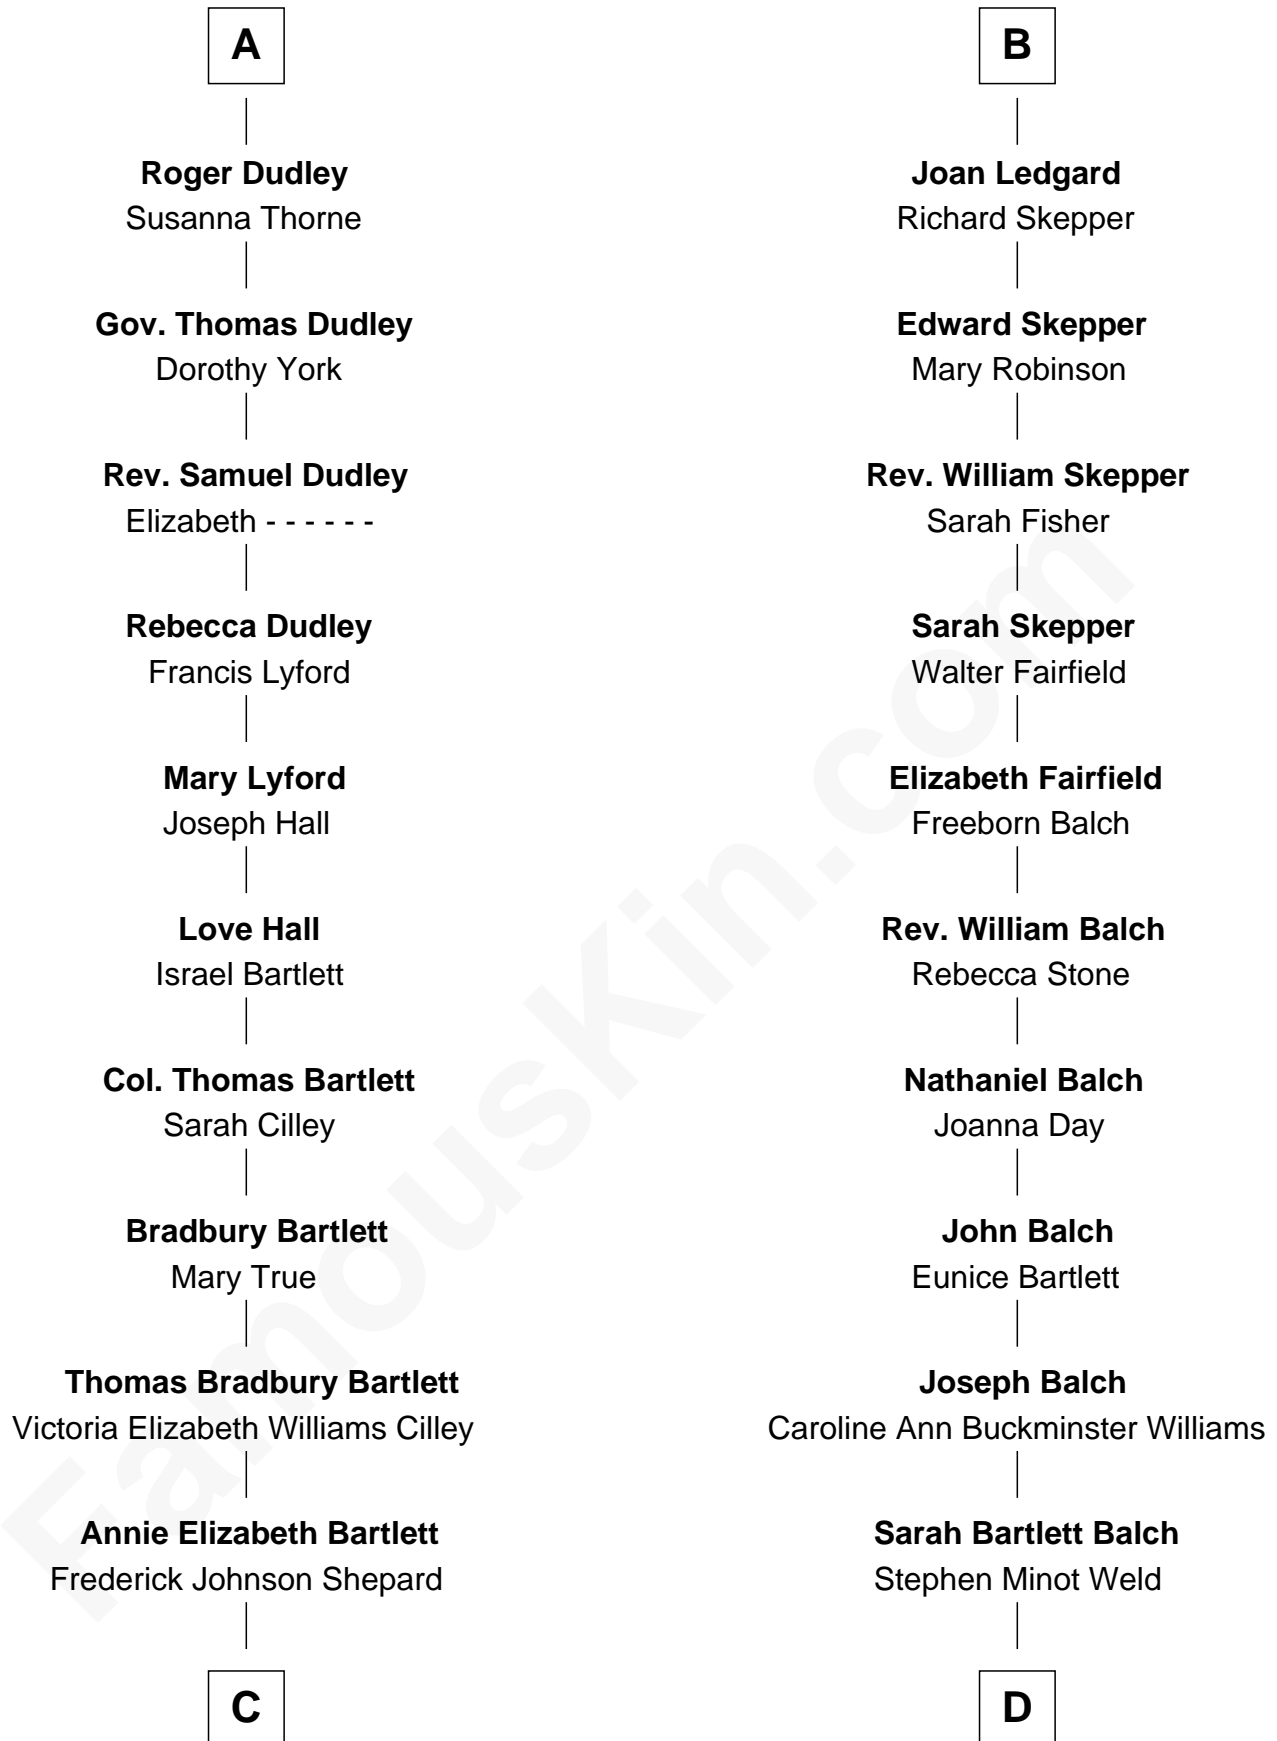 A
Roger Dudley
Susanna Thorne
Gov. Thomas Dudley
Dorothy York
Rev. Samuel Dudley
Elizabeth - - - - - -
Rebecca Dudley
Francis Lyford
Mary Lyford
Joseph Hall
Love Hall
Israel Bartlett
Col. Thomas Bartlett
Sarah Cilley
Bradbury Bartlett
Mary True
Thomas Bradbury Bartlett
Victoria Elizabeth Williams Cilley
Annie Elizabeth Bartlett
Frederick Johnson Shepard
C
B
Joan Ledgard
Richard Skepper
Edward Skepper
Mary Robinson
Rev. William Skepper
Sarah Fisher
Sarah Skepper
Walter Fairfield
Elizabeth Fairfield
Freeborn Balch
Rev. William Balch
Rebecca Stone
Nathaniel Balch
Joanna Day
John Balch
Eunice Bartlett
Joseph Balch
Caroline Ann Buckminster Williams
Sarah Bartlett Balch
Stephen Minot Weld
D
FamousKin.com